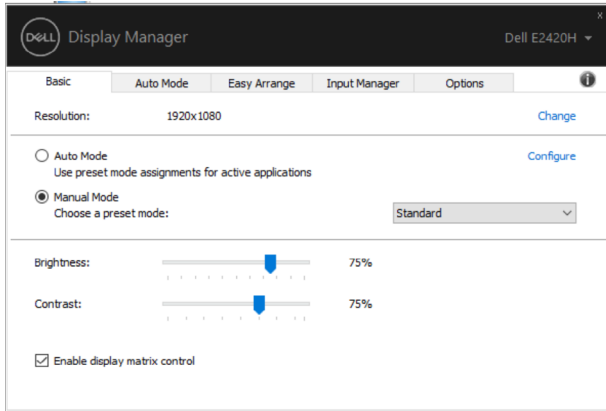 x
DELL Display Manager Dell E2420H
Basic Auto Mode Easy Arrange Input Manager Options i
Resolution: 1920x1080 Change
Auto Mode Configure
Use preset mode assignments for active applications
Manual Mode
Choose a preset mode: Standard
Brightness: 75%
Contrast: 75%
Enable display matrix control